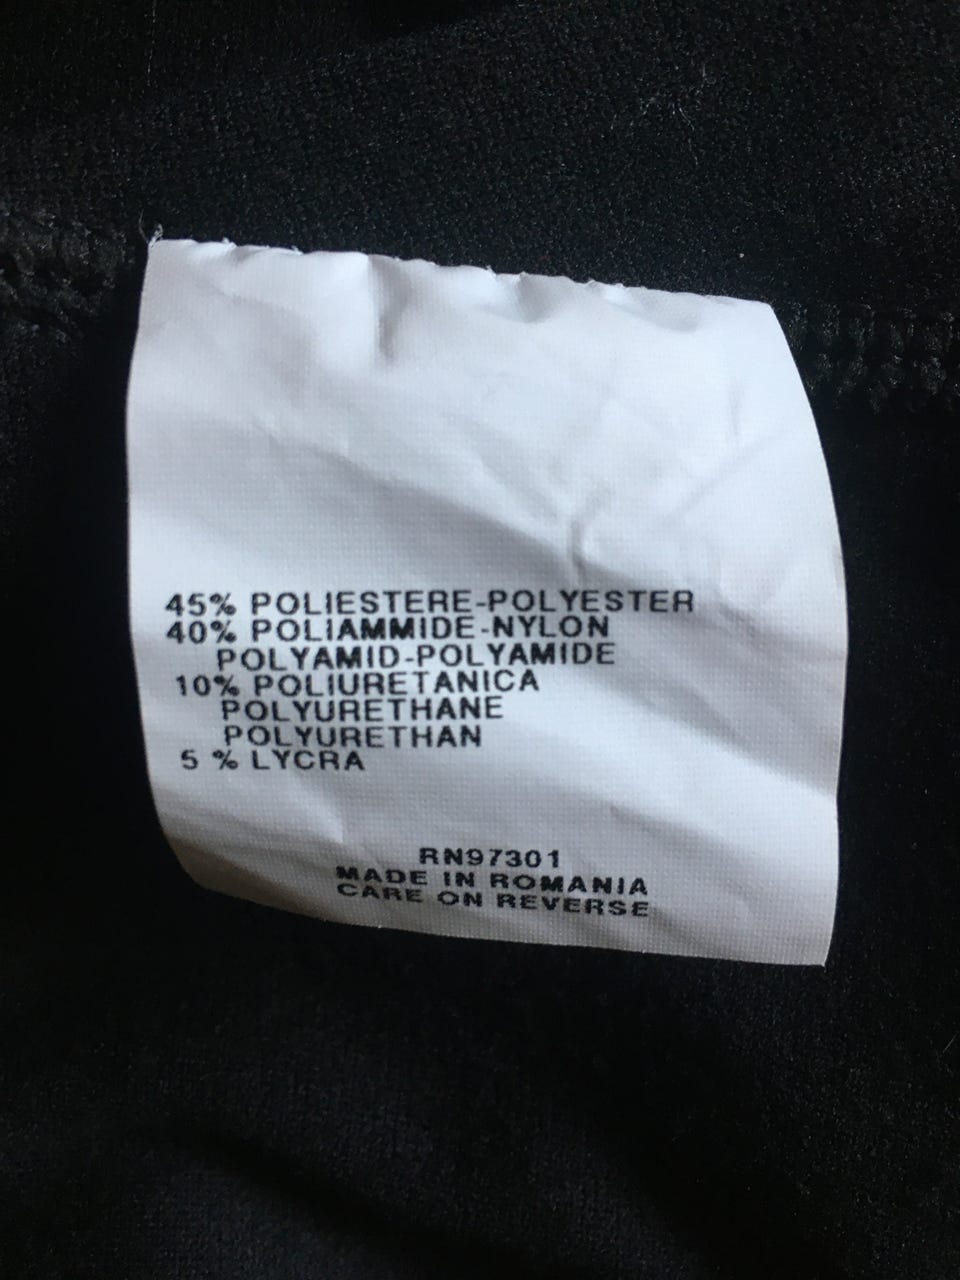 45% POLIESTERE-POLYESTER
40% POLIAMMIDE-NYLON
POLYAMID-POLYAMIDE
10% POLIURETANICA
POLYURETHANE
POLYURETHAN
5 % LYCRA
RN97301
MADE IN ROMANIA
CARE ON REVERSE